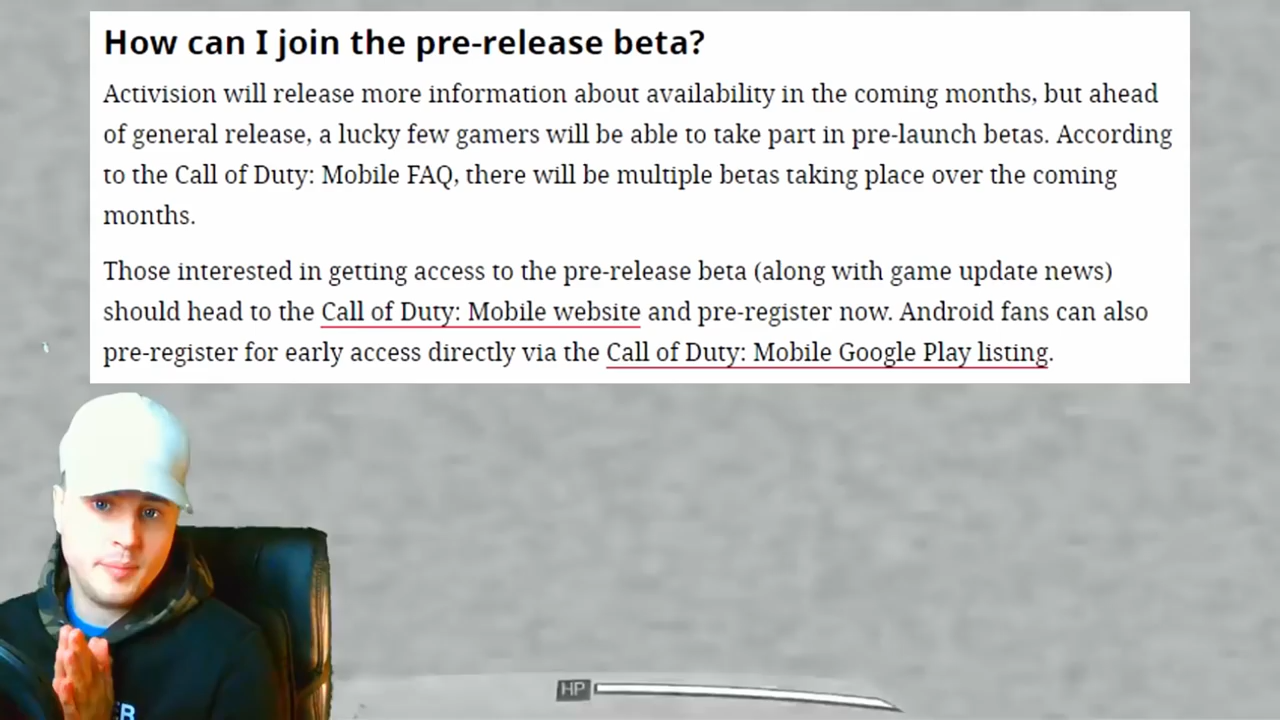 How can I join the pre-release beta?
Activision will release more information about availability in the coming months, but ahead
of general release, a lucky few gamers will be able to take part in pre-launch betas. According
to the Call of Duty: Mobile FAQ, there will be multiple betas taking place over the coming
months.
Those interested in getting access to the pre-release beta (along with game update news)
should head to the Call of Duty: Mobile website and pre-register now. Android fans can also
pre-register for early access directly via the Call of Duty: Mobile Google Play listing.
HP